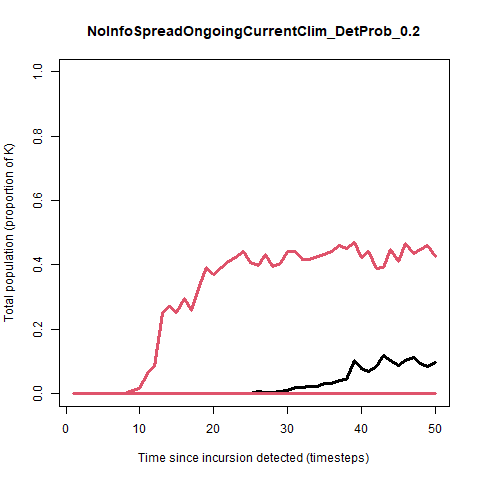 NoInfoSpreadOngoingCurrentClim_DetProb_0.2
Total population (proportion of K)
1.0
0.8
0.6
0.4
0.2
0.0
0 10 20 30 40 50
Time since incursion detected (timesteps)